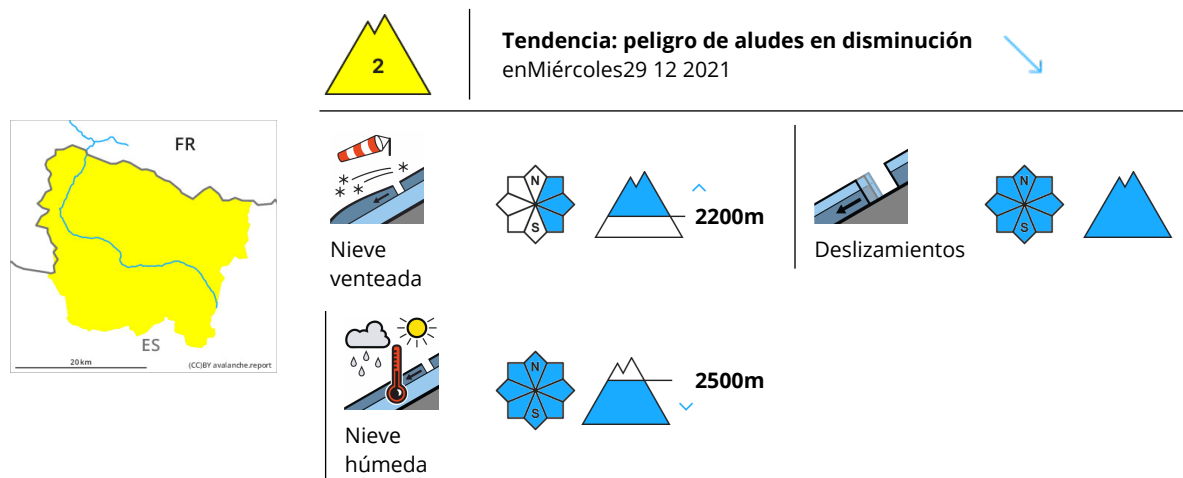 2
Tendencia: peligro de aludes en disminución
enMiércoles29 12 2021
FR
ES
20 km
(CC)BY avalanche.report
N
S
2200m
Nieve
venteada
N
S
Deslizamientos
N
S
2500m
Nieve
húmeda